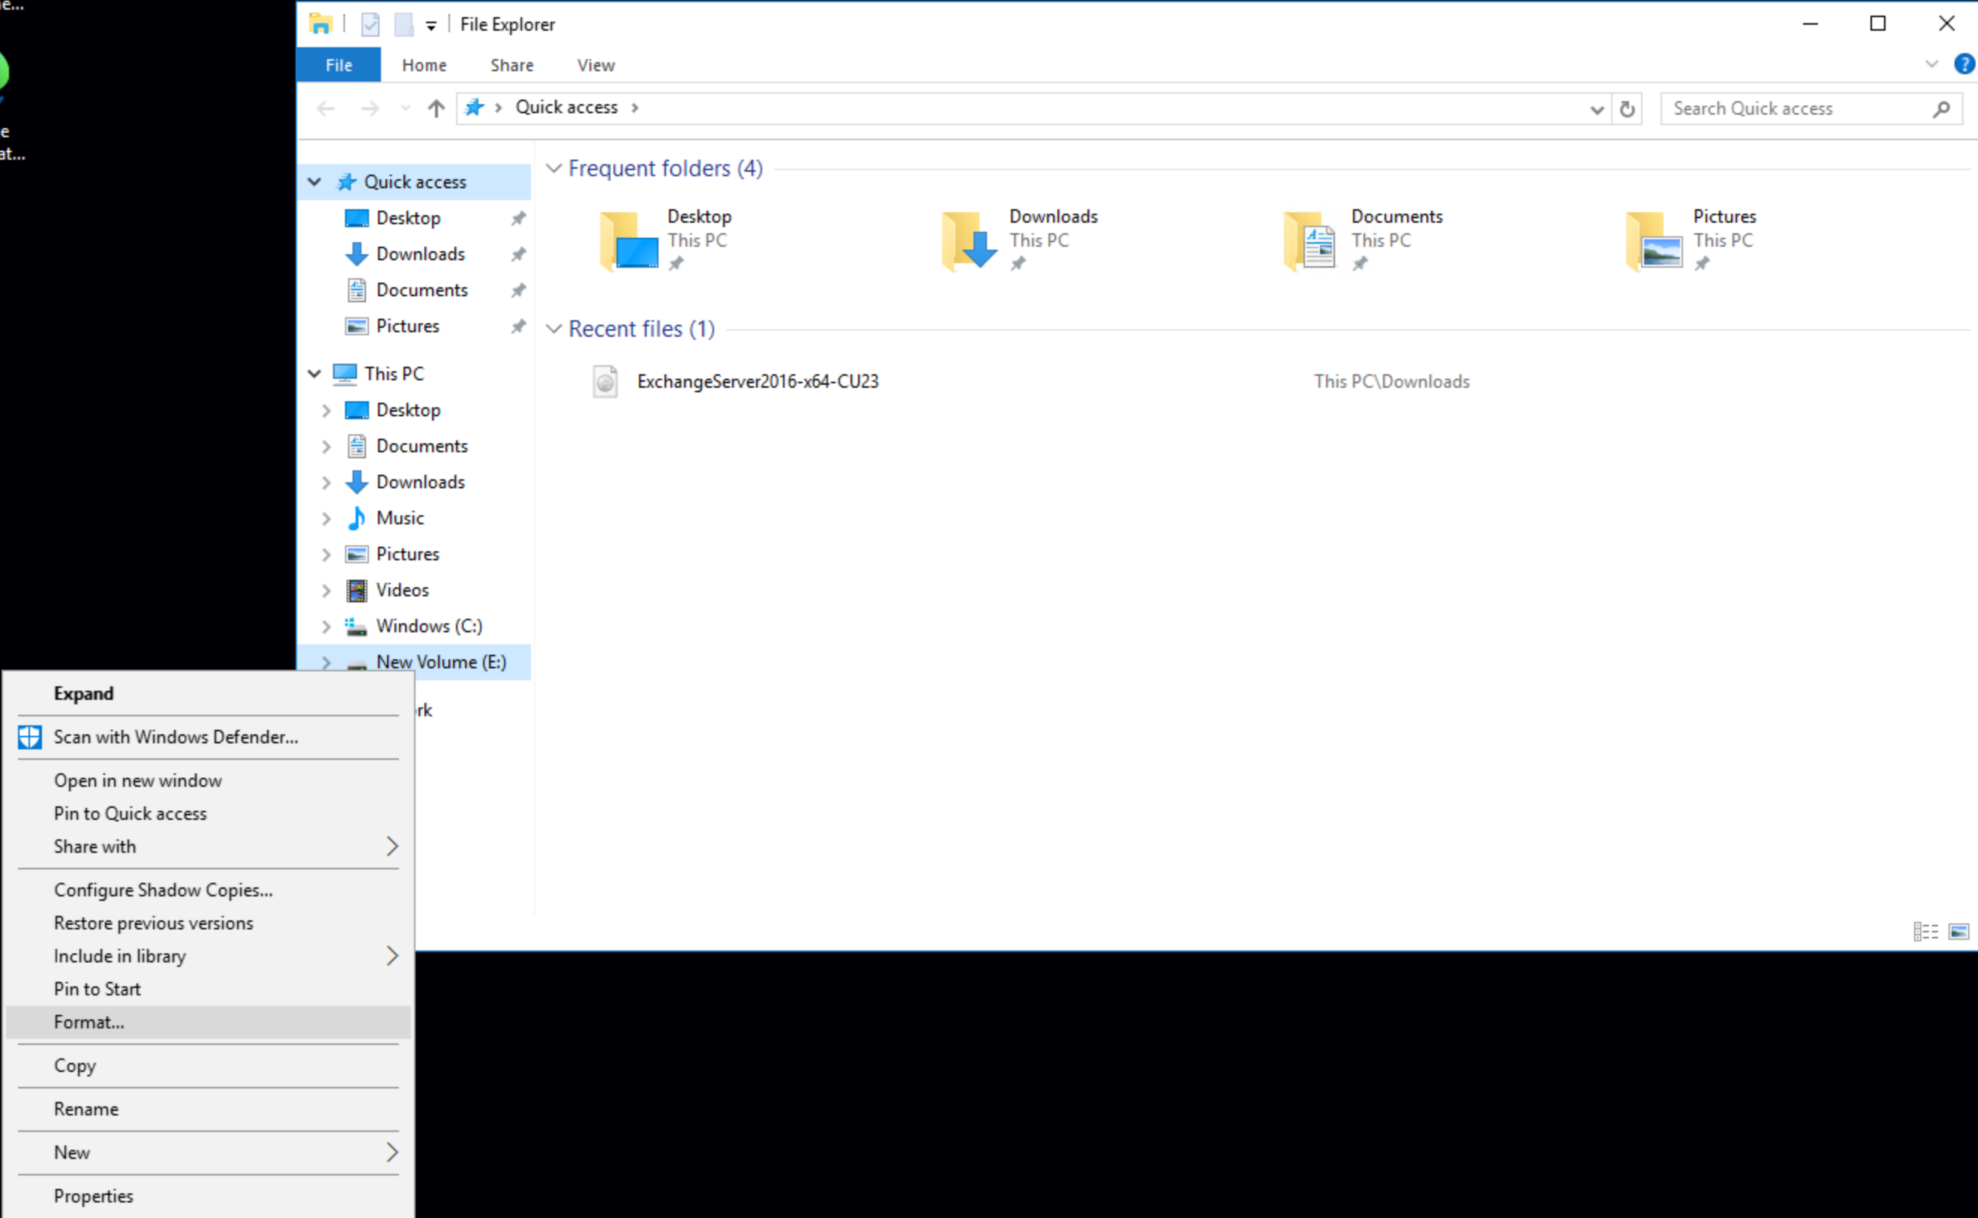 e...
e
at...
File Explorer
File Home Share View
?
Quick access
Search Quick access
Quick access
Desktop
Downloads
Documents
Pictures
This PC
Desktop
Documents
Downloads
Music
Pictures
Videos
Windows (C:)
New Volume (E:)
rk
Frequent folders (4)
Desktop
This PC
Downloads
This PC
Documents
This PC
Pictures
This PC
Recent files (1)
ExchangeServer2016-x64-CU23 This PC\Downloads
Expand
Scan with Windows Defender...
Open in new window
Pin to Quick access
Share with
Configure Shadow Copies...
Restore previous versions
Include in library
Pin to Start
Format...
Copy
Rename
New
Properties